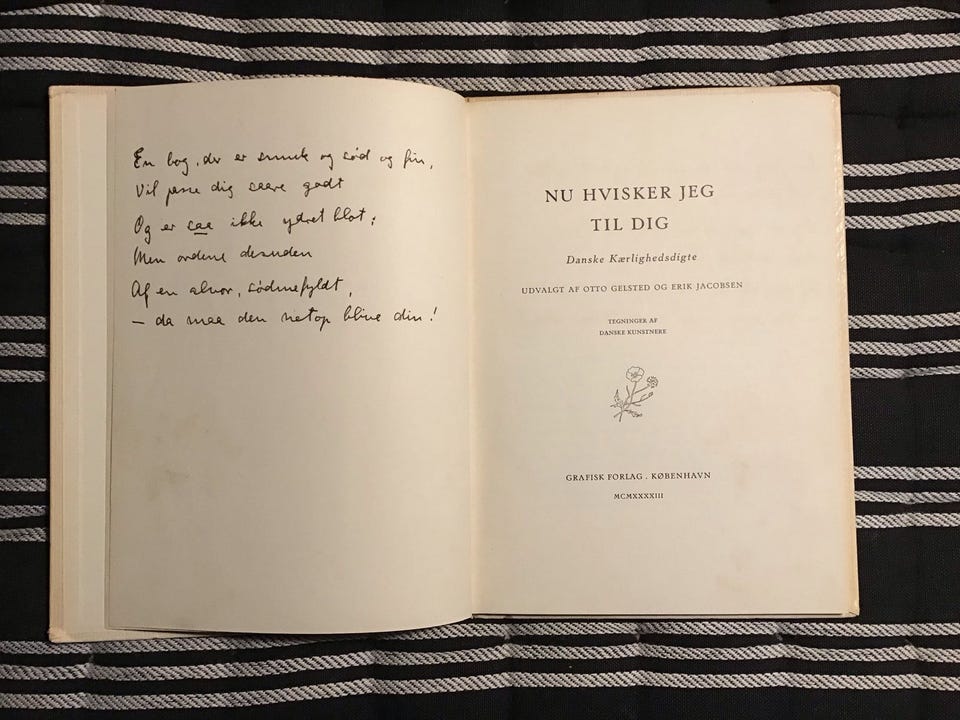 En bog, der er smuk og sød og fin,
Vil passe dig saare godt
Og er saa ikke ydret blot;
Men ordene desuden
Af en alvor, sødmefyldt,
– da maa den netop blive din!
NU HVISKER JEG
TIL DIG
Danske Kærlighedsdigte
UDVALGT AF OTTO GELSTED OG ERIK JACOBSEN
TEGNINGER AF
DANSKE KUNSTNERE
GRAFISK FORLAG . KØBENHAVN
MCMXXXXIII